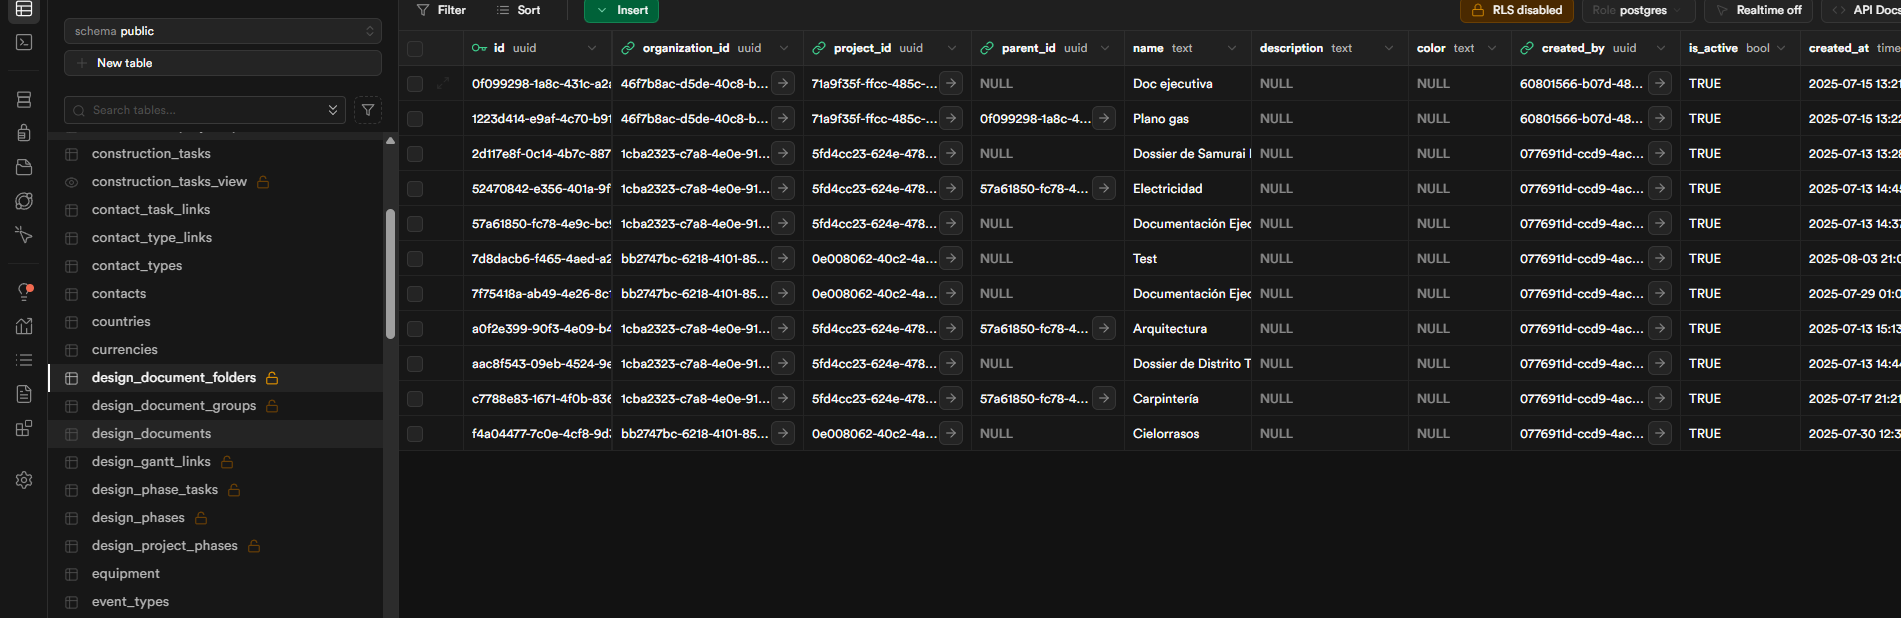 schema public
New table
Search tables...
construction_tasks
construction_tasks_view
contact_task_links
contact_type_links
contact_types
contacts
countries
currencies
design_document_folders
design_document_groups
design_documents
design_gantt_links
design_phase_tasks
design_phases
design_project_phases
equipment
event_types
Filter Sort Insert RLS disabled Role postgres Realtime off API Docs
id uuid organization_id uuid project_id uuid parent_id uuid name text description text color text created_by uuid is_active bool created_at time
0f099298-1a8c-431c-a2a 46f7b8ac-d5de-40c8-b... 71a9f35f-ffcc-485c-... NULL Doc ejecutiva NULL NULL 60801566-b07d-48... TRUE 2025-07-15 13:21
1223d414-e9af-4c70-b91 46f7b8ac-d5de-40c8-b... 71a9f35f-ffcc-485c-... 0f099298-1a8c-4... Plano gas NULL NULL 60801566-b07d-48... TRUE 2025-07-15 13:22
2d117e8f-0c14-4b7c-887 1cba2323-c7a8-4e0e-91... 5fd4cc23-624e-478... NULL Dossier de Samurai NULL NULL 0776911d-ccd9-4ac... TRUE 2025-07-13 13:28
52470842-e356-401a-9f 1cba2323-c7a8-4e0e-91... 5fd4cc23-624e-478... 57a61850-fc78-4... Electricidad NULL NULL 0776911d-ccd9-4ac... TRUE 2025-07-13 14:45
57a61850-fc78-4e9c-bc9 1cba2323-c7a8-4e0e-91... 5fd4cc23-624e-478... NULL Documentación Ejec NULL NULL 0776911d-ccd9-4ac... TRUE 2025-07-13 14:37
7d8dacb6-f465-4aed-a2 bb2747bc-6218-4101-85... 0e008062-40c2-4a... NULL Test NULL NULL 0776911d-ccd9-4ac... TRUE 2025-08-03 21:0
7f75418a-ab49-4e26-8c1 bb2747bc-6218-4101-85... 0e008062-40c2-4a... NULL Documentación Ejec NULL NULL 0776911d-ccd9-4ac... TRUE 2025-07-29 01:0
a0f2e399-90f3-4e09-b4 1cba2323-c7a8-4e0e-91... 5fd4cc23-624e-478... 57a61850-fc78-4... Arquitectura NULL NULL 0776911d-ccd9-4ac... TRUE 2025-07-13 15:13
aac8f543-09eb-4524-9e 1cba2323-c7a8-4e0e-91... 5fd4cc23-624e-478... NULL Dossier de Distrito T NULL NULL 0776911d-ccd9-4ac... TRUE 2025-07-13 14:44
c7788e83-1671-4f0b-836 1cba2323-c7a8-4e0e-91... 5fd4cc23-624e-478... 57a61850-fc78-4... Carpintería NULL NULL 0776911d-ccd9-4ac... TRUE 2025-07-17 21:21
f4a04477-7c0e-4cf8-9d3 bb2747bc-6218-4101-85... 0e008062-40c2-4a... NULL Cielorrasos NULL NULL 0776911d-ccd9-4ac... TRUE 2025-07-30 12:3